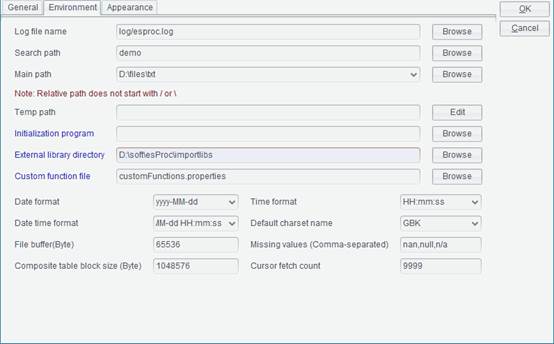 General Environment Appearance
OK
Log file name log/esproc.log Browse
Cancel
Search path demo Browse
Main path D:\files\txt Browse
Note: Relative path does not start with / or \
Temp path Edit
Initialization program Browse
External library directory D:\soft\esProc\importlibs Browse
Custom function file customFunctions.properties Browse
Date format yyyy-MM-dd Time format HH:mm:ss
Date time format MM-dd HH:mm:ss Default charset name GBK
File buffer(Byte) 65536 Missing values (Comma-separated) nan,null,n/a
Composite table block size (Byte) 1048576 Cursor fetch count 9999